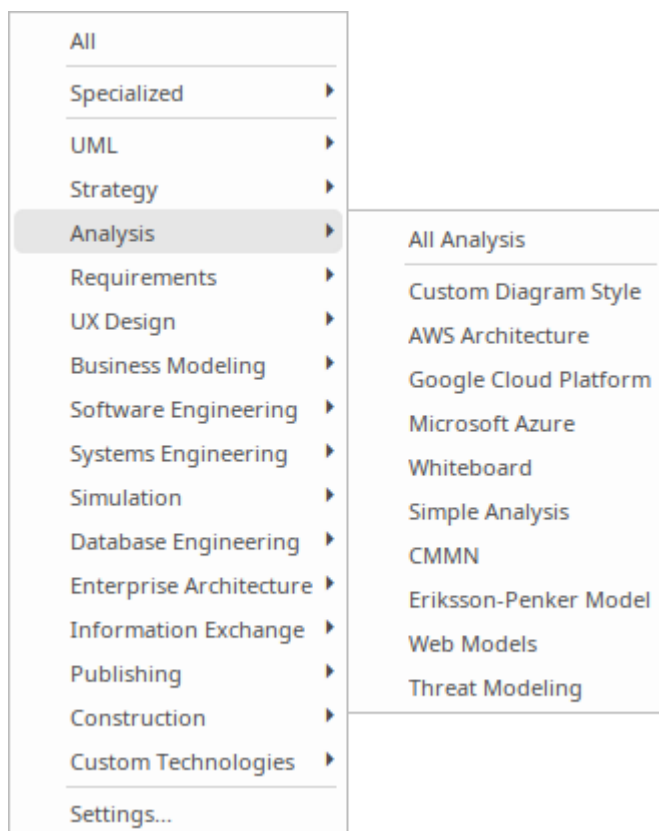 All
Specialized
UML
Strategy
Analysis
Requirements
UX Design
Business Modeling
Software Engineering
Systems Engineering
Simulation
Database Engineering
Enterprise Architecture
Information Exchange
Publishing
Construction
Custom Technologies
Settings...
All Analysis
Custom Diagram Style
AWS Architecture
Google Cloud Platform
Microsoft Azure
Whiteboard
Simple Analysis
CMMN
Eriksson-Penker Model
Web Models
Threat Modeling